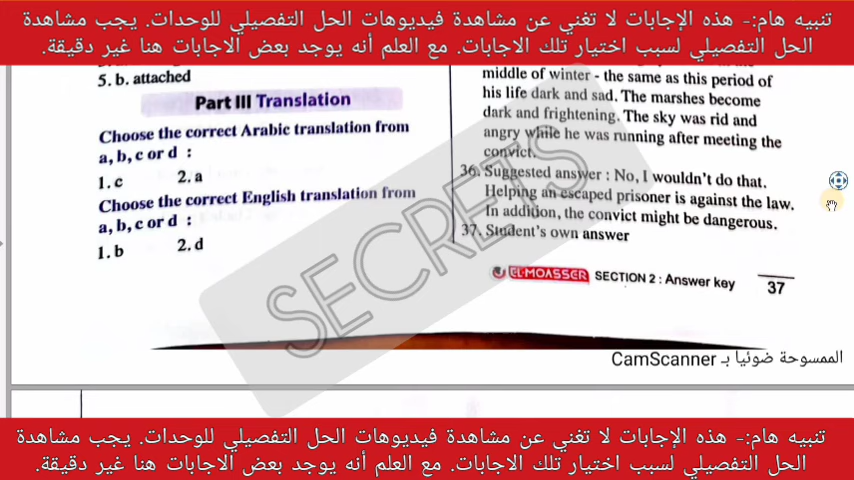 تنبيه هام:- هذه الإجابات لا تغني عن مشاهدة فيديوهات الحل التفصيلي للوحدات. يجب مشاهدة
الحل التفصيلي لسبب اختيار تلك الاجابات. مع العلم أنه يوجد بعض الاجابات هنا غير دقيقة.
5. b. attached
Part III Translation
Choose the correct Arabic translation from
a, b, c or d :
1. c 2. a
Choose the correct English translation from
a, b, c or d :
1. b 2. d
middle of winter - the same as this period of
his life dark and sad. The marshes become
dark and frightening. The sky was rid and
angry while he was running after meeting the
convict.
36. Suggested answer : No, I wouldn't do that.
Helping an escaped prisoner is against the law.
In addition, the convict might be dangerous.
37. Student's own answer
SECRETS
EL-MOASSER SECTION 2 : Answer key 37
الممسوحة ضوئيا بـ CamScanner
تنبيه هام:- هذه الإجابات لا تغني عن مشاهدة فيديوهات الحل التفصيلي للوحدات. يجب مشاهدة
الحل التفصيلي لسبب اختيار تلك الاجابات. مع العلم أنه يوجد بعض الاجابات هنا غير دقيقة.